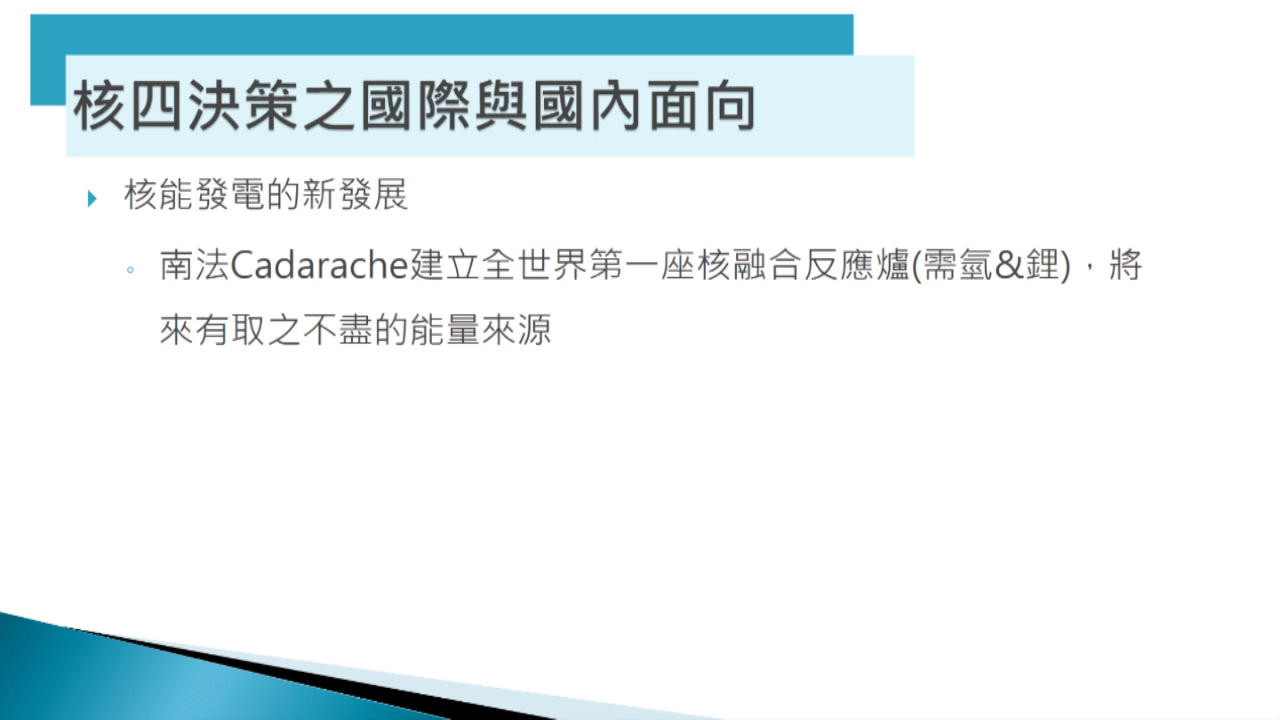 核四決策之國際與國內面向
核能發電的新發展
南法Cadarache建立全世界第一座核融合反應爐(需氫&鋰)，將
來有取之不盡的能量來源